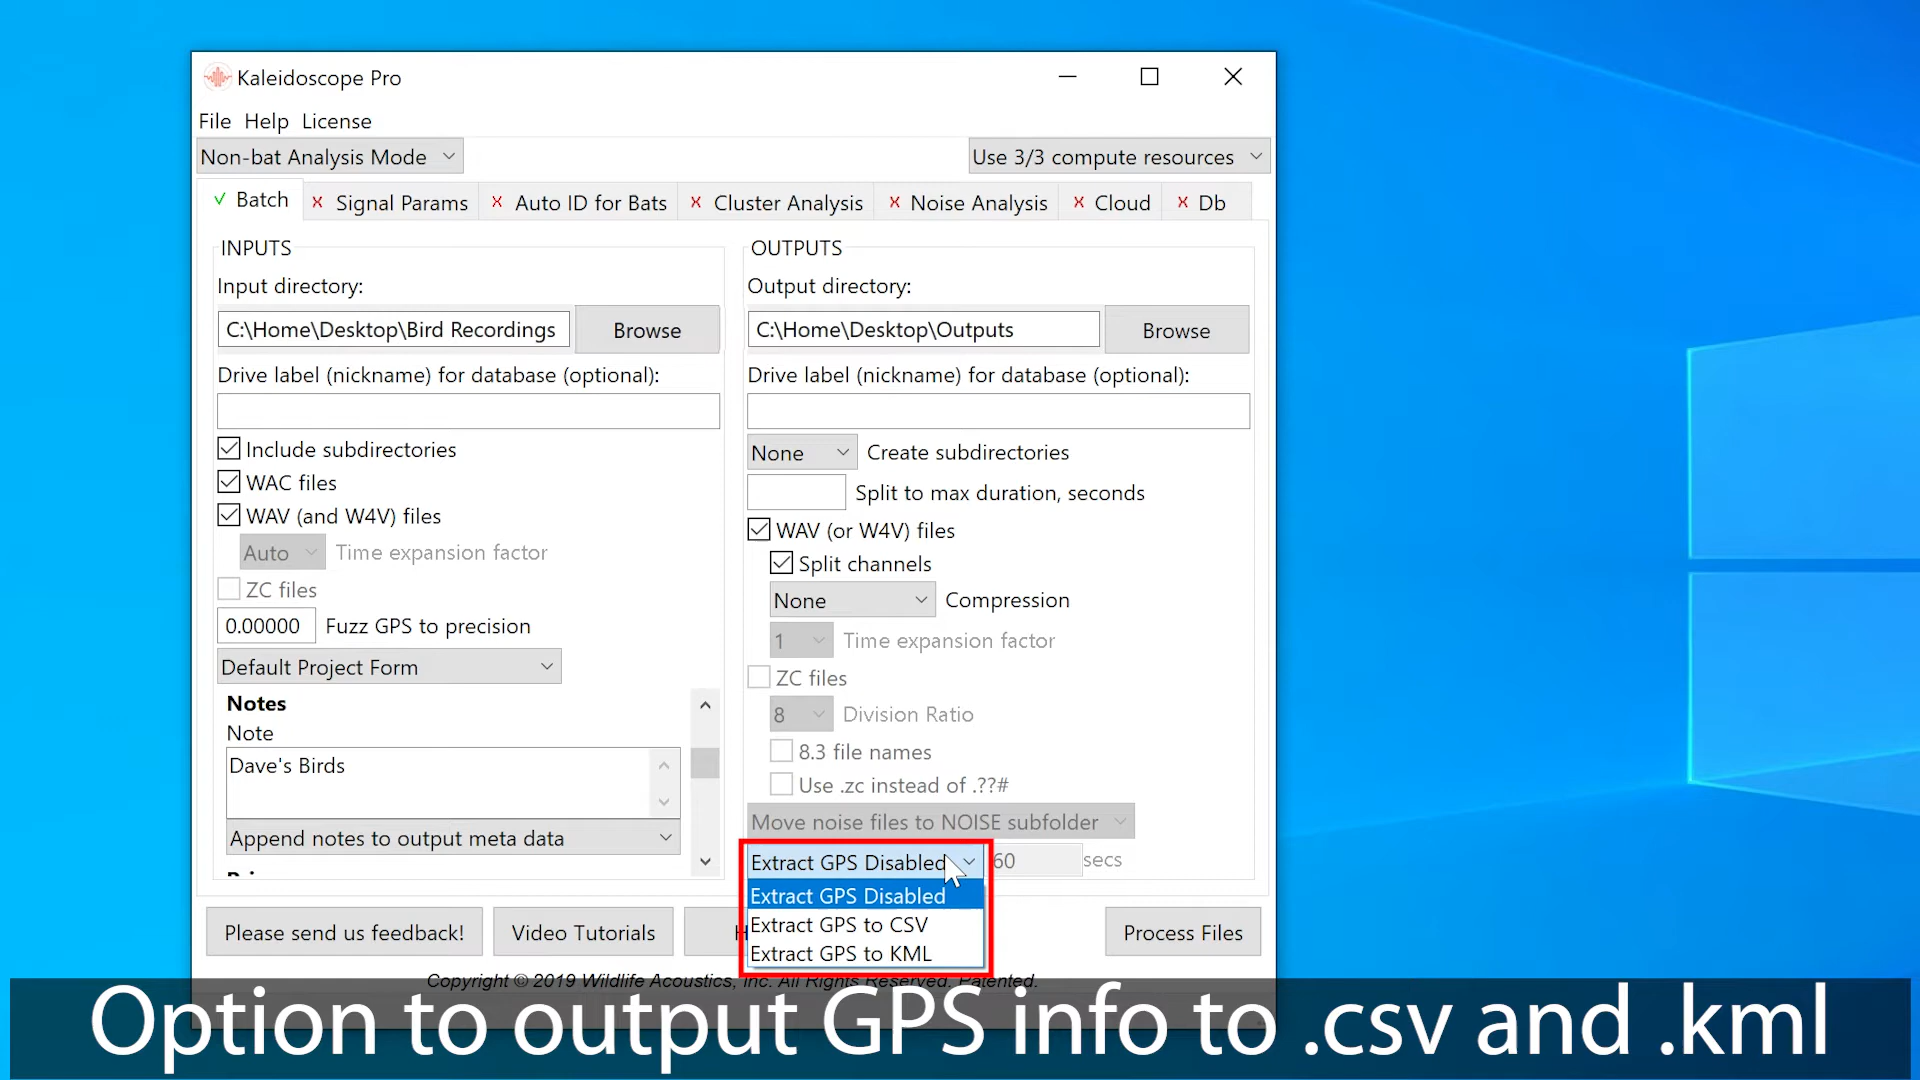 Kaleidoscope Pro
File Help License
Non-bat Analysis Mode
Use 3/3 compute resources
Batch
Signal Params
Auto ID for Bats
Cluster Analysis
Noise Analysis
Cloud
Db
INPUTS
Input directory:
C:\Home\Desktop\Bird Recordings
Browse
Drive label (nickname) for database (optional):
Include subdirectories
WAC files
WAV (and W4V) files
Auto Time expansion factor
ZC files
0.00000 Fuzz GPS to precision
Default Project Form
Notes
Note
Dave's Birds
Append notes to output meta data
OUTPUTS
Output directory:
C:\Home\Desktop\Outputs
Browse
Drive label (nickname) for database (optional):
None Create subdirectories
Split to max duration, seconds
WAV (or W4V) files
Split channels
None Compression
1 Time expansion factor
ZC files
8 Division Ratio
8.3 file names
Use .zc instead of .??#
Move noise files to NOISE subfolder
Extract GPS Disabled 60 secs
Extract GPS Disabled
Extract GPS to CSV
Extract GPS to KML
Please send us feedback!
Video Tutorials
Process Files
Copyright © 2019 Wildlife Acoustics, Inc. All Rights Reserved. Patented.
Option to output GPS info to .csv and .kml